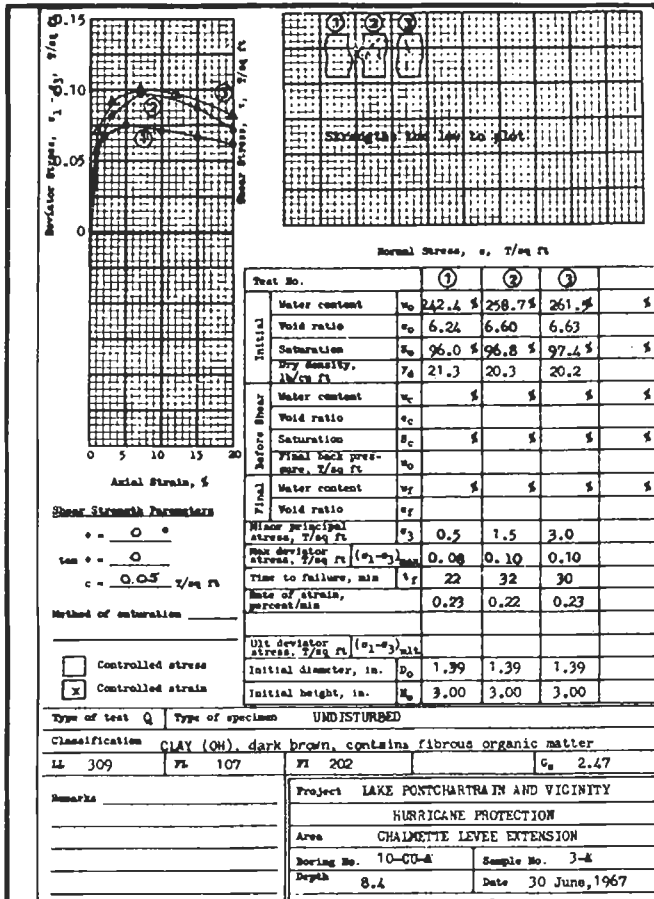 Deviator Stress, σ1 - σ3, T/sq ft
Shear Stress, τ, T/sq ft
0.15
0.10
0.05
0
① ② ③
① ② ③
Strengths too low to plot
Normal Stress, σ, T/sq ft
0 5 10 15 20
Axial Strain, %
Shear Strength Parameters
φ = 0 °
tan φ = 0
c = 0.05 T/sq ft
Method of saturation
Controlled stress
x Controlled strain
Test No. ① ② ③
Initial
Water content w₀ 242.4 % 258.7 % 261.5 % %
Void ratio e₀ 6.24 6.60 6.63
Saturation S₀ 96.0 % 96.8 % 97.4 % %
Dry density, lb/cu ft γd 21.3 20.3 20.2
Before Shear
Water content wc % % % %
Void ratio ec
Saturation Sc % % % %
Final back pressure, T/sq ft u₀
Final
Water content wf % % % %
Void ratio ef
Minor principal stress, T/sq ft σ3 0.5 1.5 3.0
Max deviator stress, T/sq ft (σ1-σ3)max 0.08 0.10 0.10
Time to failure, min tf 22 32 30
Rate of strain, percent/min 0.23 0.22 0.23
Ult deviator stress, T/sq ft (σ1-σ3)ult
Initial diameter, in. D₀ 1.39 1.39 1.39
Initial height, in. H₀ 3.00 3.00 3.00
Type of test Q Type of specimen UNDISTURBED
Classification CLAY (OH), dark brown, contains fibrous organic matter
LL 309 PL 107 PI 202 Gs 2.47
Remarks
Project LAKE PONTCHARTRAIN AND VICINITY
HURRICANE PROTECTION
Area CHALMETTE LEVEE EXTENSION
Boring No. 10-CU-A Sample No. 3-A
Depth 8.4 Date 30 June, 1967